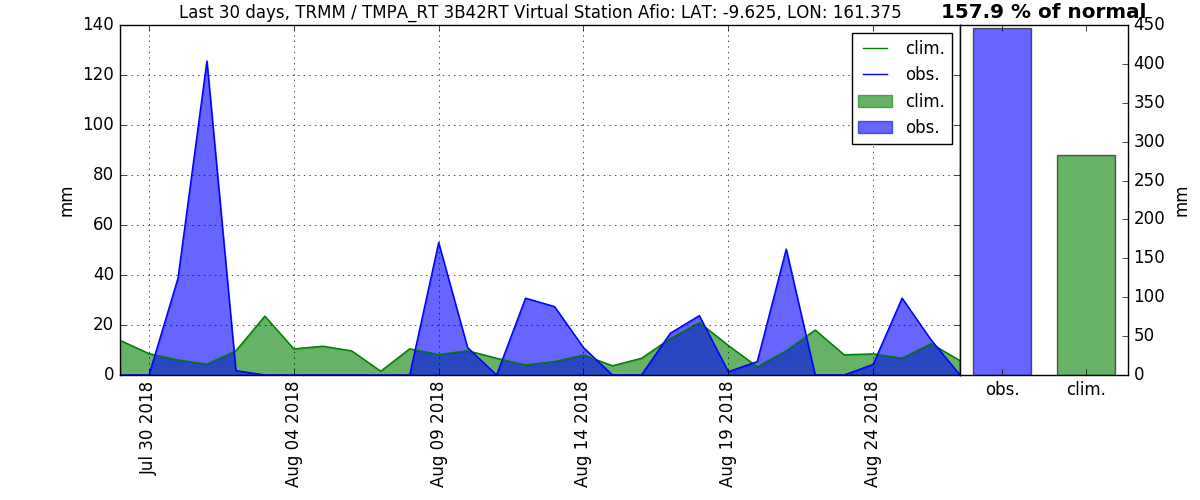 Last 30 days, TRMM / TMPA_RT 3B42RT Virtual Station Afio: LAT: -9.625, LON: 161.375
157.9 % of normal
mm
140
120
100
80
60
40
20
0
clim.
obs.
clim.
obs.
Jul 30 2018
Aug 04 2018
Aug 09 2018
Aug 14 2018
Aug 19 2018
Aug 24 2018
450
400
350
300
250
200
150
100
50
0
mm
obs.
clim.